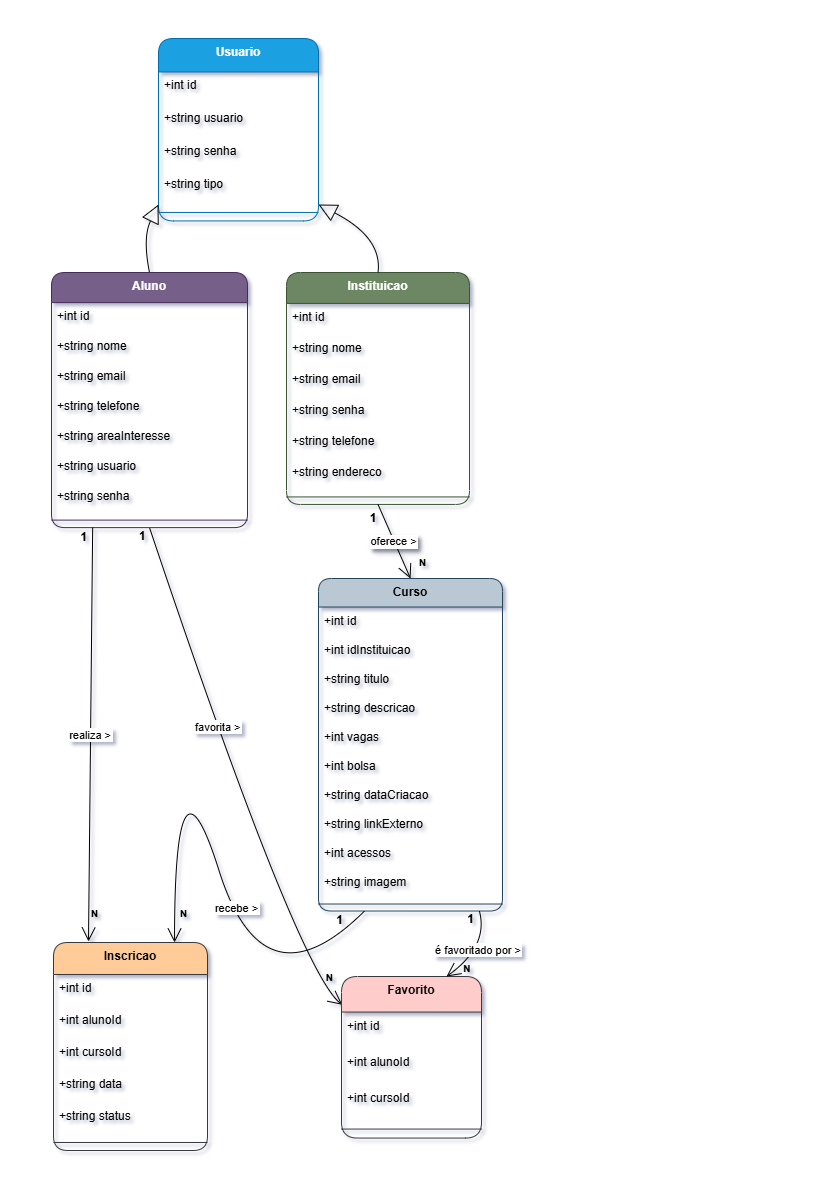 Usuario
+int id
+string usuario
+string senha
+string tipo
Aluno
+int id
+string nome
+string email
+string telefone
+string areaInteresse
+string usuario
+string senha
Instituicao
+int id
+string nome
+string email
+string senha
+string telefone
+string endereco
1
1
1
oferece >
N
Curso
+int id
+int idInstituicao
+string titulo
+string descricao
+int vagas
+int bolsa
+string dataCriacao
+string linkExterno
+int acessos
+string imagem
favorita >
realiza >
recebe >
N
N
1
1
é favoritado por >
N
N
Inscricao
+int id
+int alunoId
+int cursoId
+string data
+string status
Favorito
+int id
+int alunoId
+int cursoId